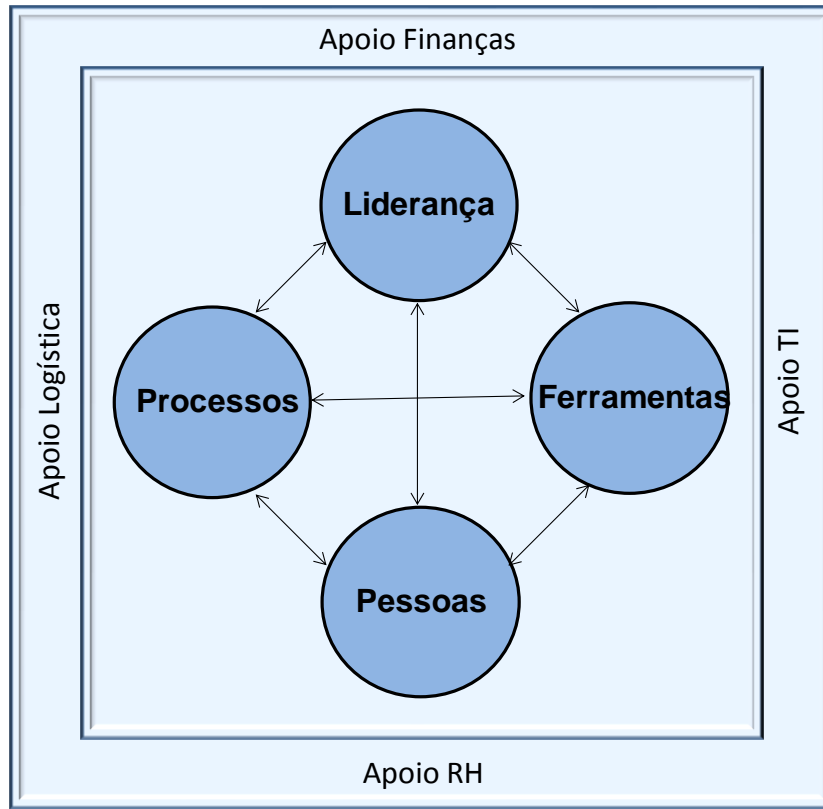 Apoio Finanças
Liderança
Apoio Logística
Processos
Ferramentas
Apoio TI
Pessoas
Apoio RH